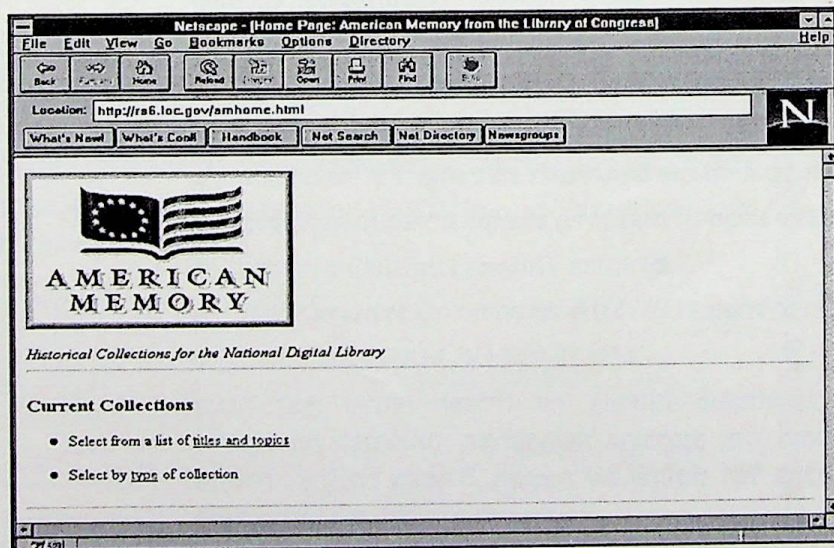 Netscape - [Home Page: American Memory from the Library of Congress]
File Edit View Go Bookmarks Options Directory Help
Back Forward Home Reload Images Open Print Find Stop
Location: http://rs6.loc.gov/amhome.html
N
What's New! What's Cool! Handbook Net Search Net Directory Newsgroups
AMERICAN
MEMORY
Historical Collections for the National Digital Library
Current Collections
• Select from a list of titles and topics
• Select by type of collection